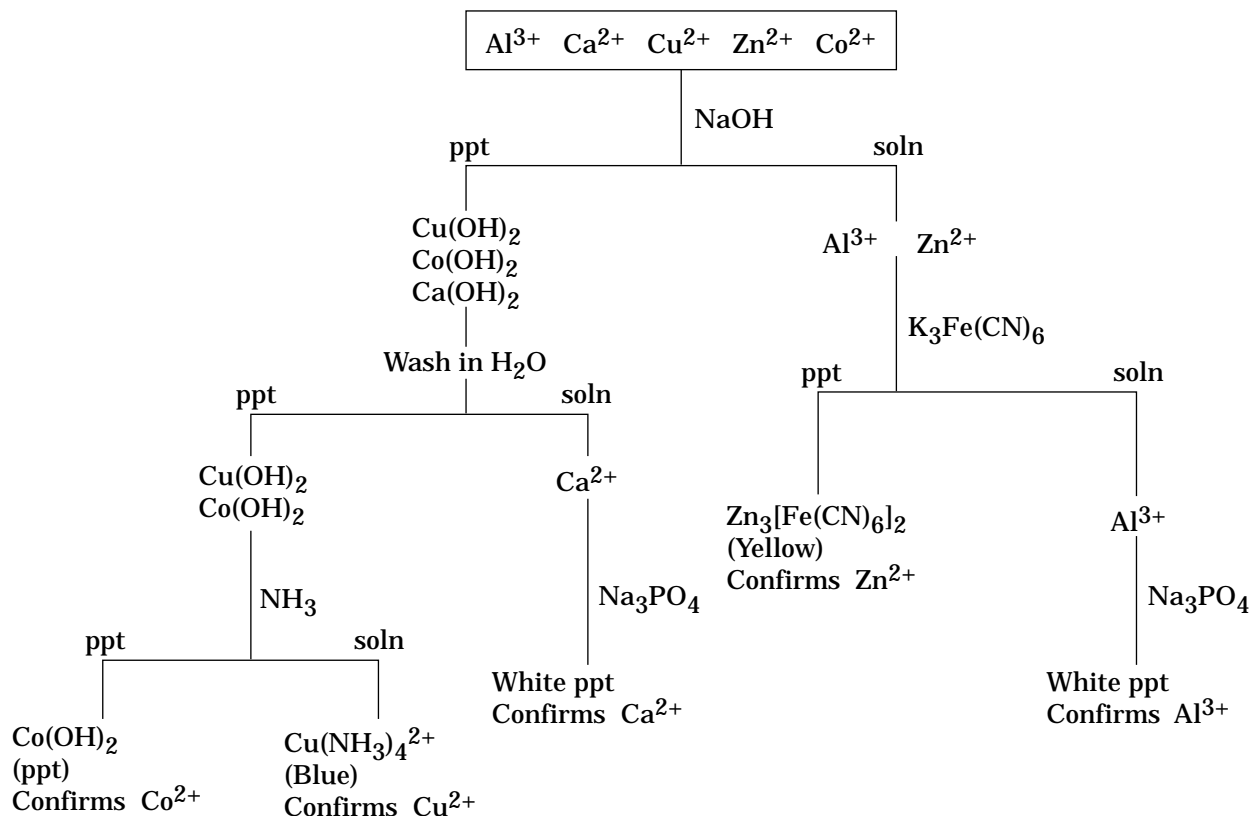 Al³⁺ Ca²⁺ Cu²⁺ Zn²⁺ Co²⁺
NaOH
ppt
soln
Cu(OH)₂
Co(OH)₂
Ca(OH)₂
Al³⁺ Zn²⁺
K₃Fe(CN)₆
Wash in H₂O
ppt
soln
ppt
soln
Cu(OH)₂
Co(OH)₂
Ca²⁺
Zn₃[Fe(CN)₆]₂
(Yellow)
Confirms Zn²⁺
Al³⁺
NH₃
Na₃PO₄
Na₃PO₄
ppt
soln
White ppt
Confirms Ca²⁺
White ppt
Confirms Al³⁺
Co(OH)₂
(ppt)
Confirms Co²⁺
Cu(NH₃)₄²⁺
(Blue)
Confirms Cu²⁺